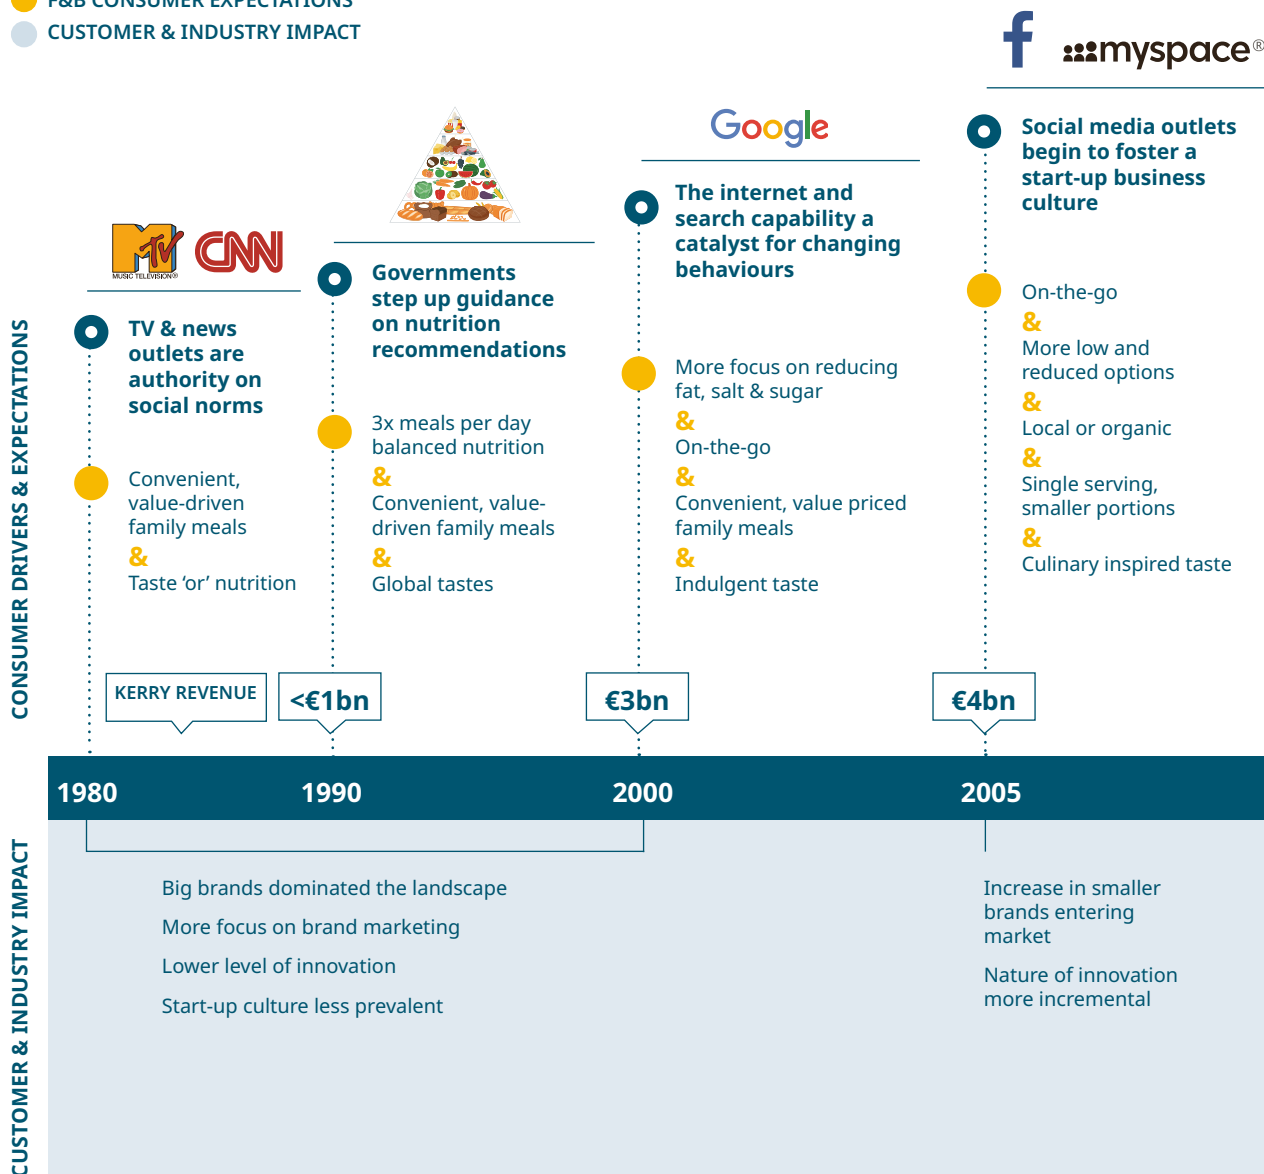 F&B CONSUMER EXPECTATIONS
CUSTOMER & INDUSTRY IMPACT
f
myspace®
Google
MTV
MUSIC TELEVISION®
CNN
Social media outlets
begin to foster a
start-up business
culture
The internet and
search capability a
catalyst for changing
behaviours
Governments
step up guidance
on nutrition
recommendations
TV & news
outlets are
authority on
social norms
CONSUMER DRIVERS & EXPECTATIONS
Convenient,
value-driven
family meals
&
Taste ‘or’ nutrition
3x meals per day
balanced nutrition
&
Convenient, value-
driven family meals
&
Global tastes
More focus on reducing
fat, salt & sugar
&
On-the-go
&
Convenient, value priced
family meals
&
Indulgent taste
On-the-go
&
More low and
reduced options
&
Local or organic
&
Single serving,
smaller portions
&
Culinary inspired taste
KERRY REVENUE
<€1bn
€3bn
€4bn
1980
1990
2000
2005
CUSTOMER & INDUSTRY IMPACT
Big brands dominated the landscape
More focus on brand marketing
Lower level of innovation
Start-up culture less prevalent
Increase in smaller
brands entering
market
Nature of innovation
more incremental